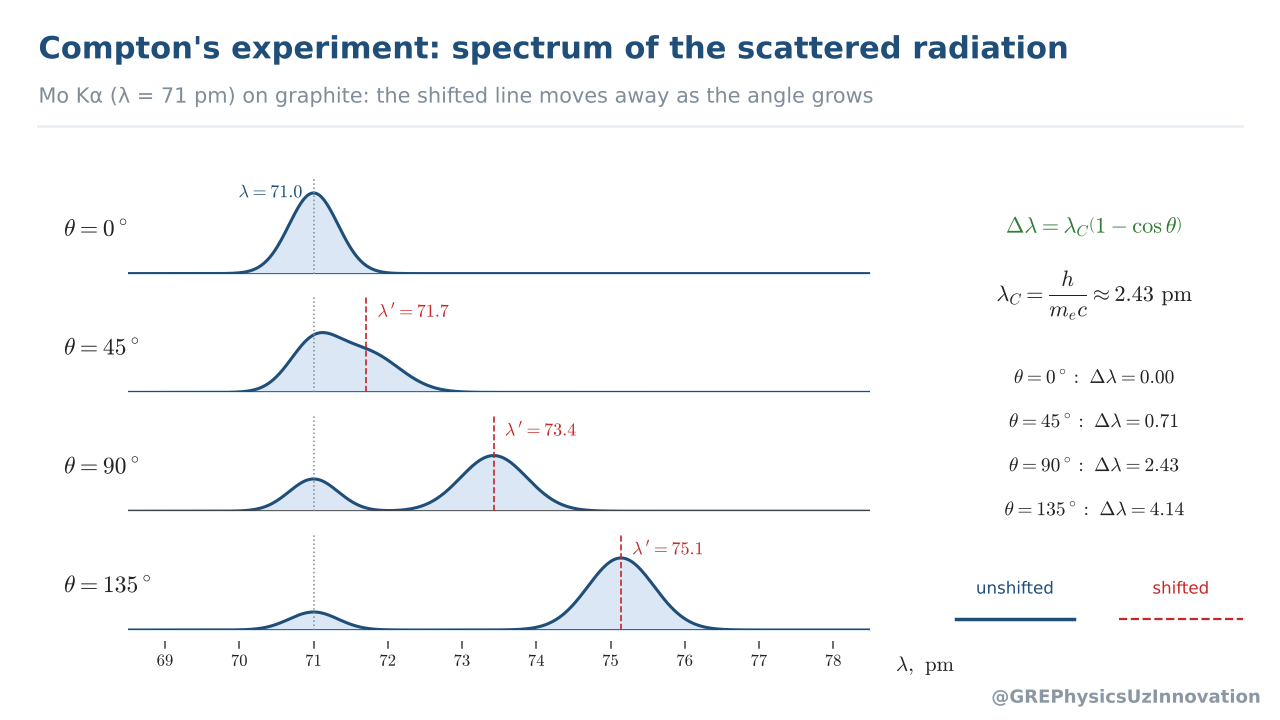 Compton's experiment: spectrum of the scattered radiation
Mo Kα (λ = 71 pm) on graphite: the shifted line moves away as the angle grows
λ = 71.0
θ = 0°
λ′ = 71.7
θ = 45°
λ′ = 73.4
θ = 90°
λ′ = 75.1
θ = 135°
69 70 71 72 73 74 75 76 77 78
λ, pm
Δλ = λ_C(1 − cos θ)
λ_C = h/(m_e c) ≈ 2.43 pm
θ = 0° : Δλ = 0.00
θ = 45° : Δλ = 0.71
θ = 90° : Δλ = 2.43
θ = 135° : Δλ = 4.14
unshifted shifted
@GREPhysicsUzInnovation